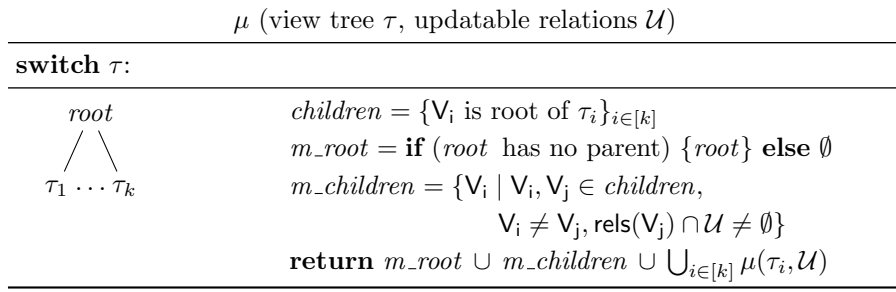 μ (view tree τ, updatable relations 𝒰)
switch τ:
root
τ₁ ⋯ τₖ
children = {Vᵢ is root of τᵢ}ᵢ∈[ₖ]
m_root = if (root has no parent) {root} else ∅
m_children = {Vᵢ | Vᵢ, Vⱼ ∈ children,
Vᵢ ≠ Vⱼ, rels(Vⱼ) ∩ 𝒰 ≠ ∅}
return m_root ∪ m_children ∪ ⋃ᵢ∈[ₖ] μ(τᵢ, 𝒰)